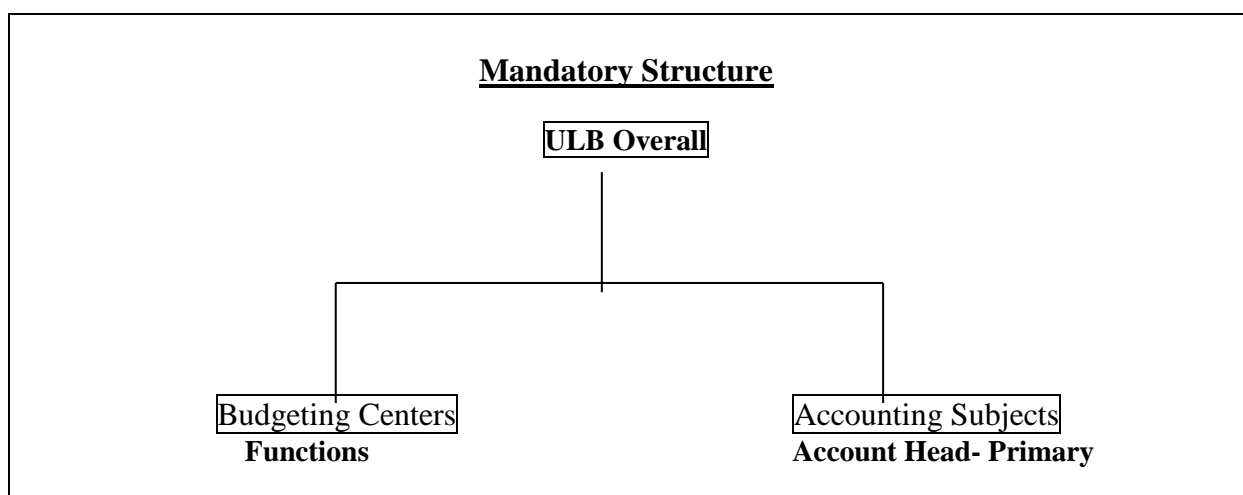 Mandatory Structure
ULB Overall
Budgeting Centers
Functions
Accounting Subjects
Account Head- Primary